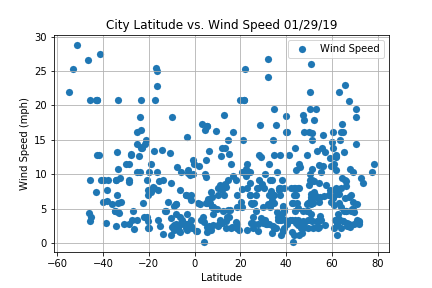 City Latitude vs. Wind Speed 01/29/19
Wind Speed
30
25
20
15
10
5
0
Wind Speed (mph)
−60 −40 −20 0 20 40 60 80
Latitude